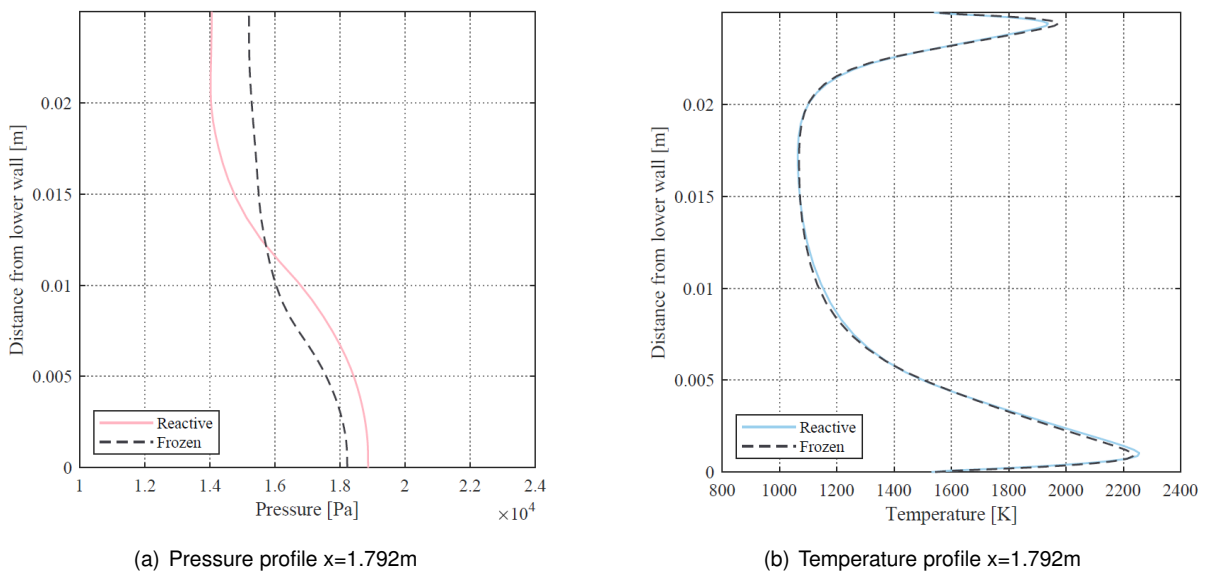 0.02
0.015
0.01
0.005
0
Distance from lower wall [m]
Reactive
Frozen
1
1.2
1.4
1.6
1.8
2
2.2
2.4
Pressure [Pa]
×10⁴
(a) Pressure profile x=1.792m
0.02
0.015
0.01
0.005
0
Distance from lower wall [m]
Reactive
Frozen
800
1000
1200
1400
1600
1800
2000
2200
2400
Temperature [K]
(b) Temperature profile x=1.792m